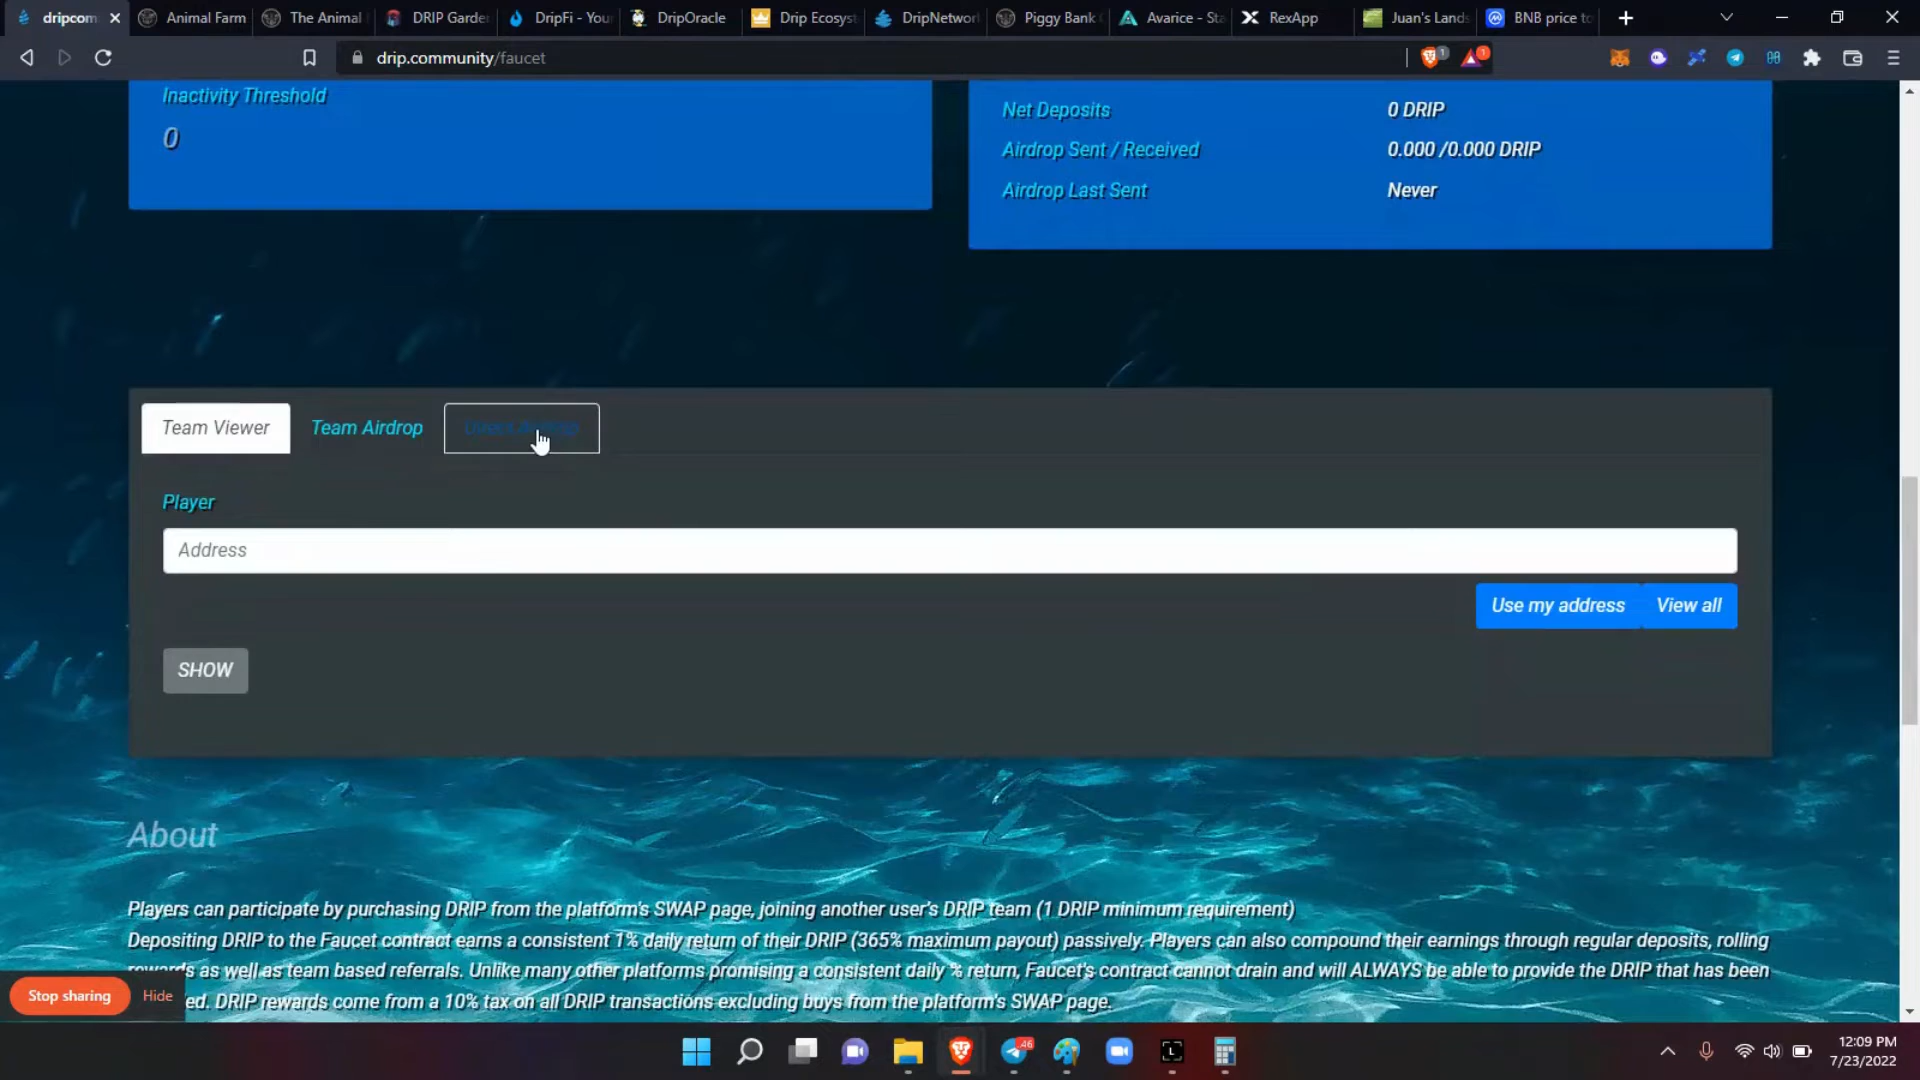 dripcom
Animal Farm
The Animal
DRIP Garde
DripFi - You
DripOracle
Drip Ecosyst
DripNetwor
Piggy Bank
Avarice - Sta
RexApp
Juan's Lands
BNB price to
drip.community/faucet
1
1
Inactivity Threshold
0
Net Deposits 0 DRIP
Airdrop Sent / Received 0.000 /0.000 DRIP
Airdrop Last Sent Never
Team Viewer Team Airdrop
Player
Address
Use my address View all
SHOW
About
Players can participate by purchasing DRIP from the platform's SWAP page, joining another user's DRIP team (1 DRIP minimum requirement)
Depositing DRIP to the Faucet contract earns a consistent 1% daily return of their DRIP (365% maximum payout) passively. Players can also compound their earnings through regular deposits, rolling
rewards as well as team based referrals. Unlike many other platforms promising a consistent daily % return, Faucet's contract cannot drain and will ALWAYS be able to provide the DRIP that has been
ed. DRIP rewards come from a 10% tax on all DRIP transactions excluding buys from the platform's SWAP page.
Stop sharing Hide
46
L
12:09 PM
7/23/2022